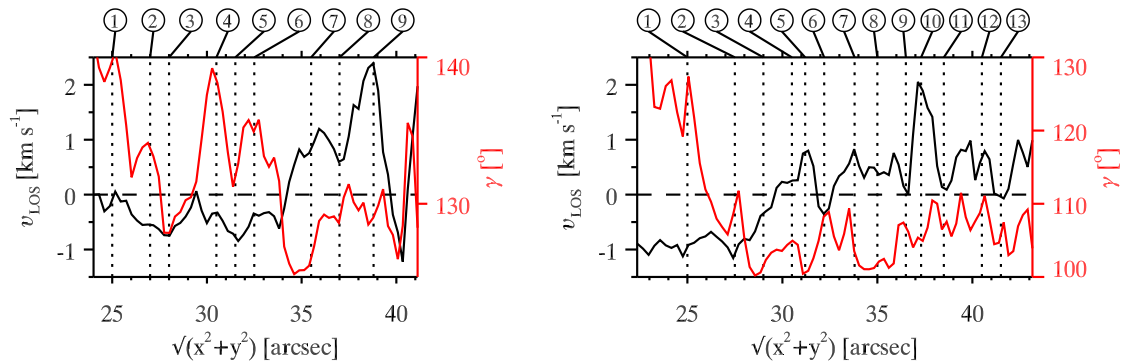 ① ② ③ ④ ⑤ ⑥ ⑦ ⑧ ⑨
2
1
0
-1
v_LOS [km s⁻¹]
140
130
γ [°]
25 30 35 40
√(x²+y²) [arcsec]
① ② ③ ④ ⑤ ⑥ ⑦ ⑧ ⑨ ⑩ ⑪ ⑫ ⑬
2
1
0
-1
v_LOS [km s⁻¹]
130
120
110
100
γ [°]
25 30 35 40
√(x²+y²) [arcsec]